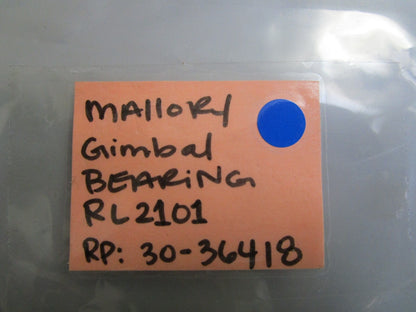 MALLORY
Gimbal
BEARING
RL2101
RP: 30-36418